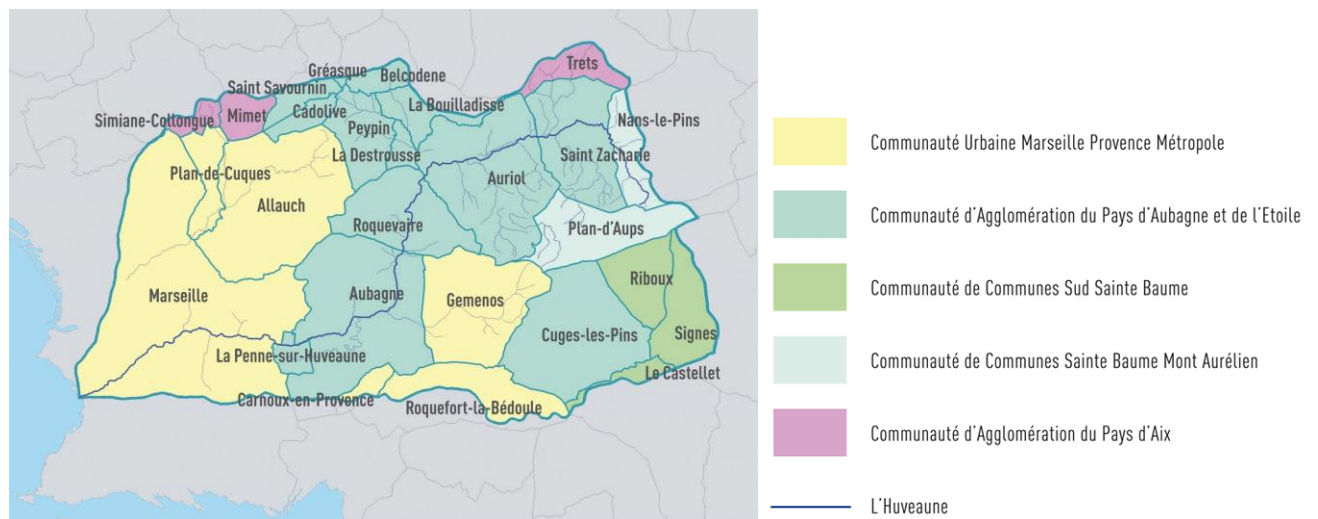 Trets
Gréasque
Belcodene
Saint Savournin
La Bouilladisse
Cadolive
Simiane-Collongue
Mimet
Nans-le-Pins
Peypin
La Destrousse
Saint Zacharie
Plan-de-Cuques
Auriol
Allauch
Roquevaire
Plan-d'Aups
Riboux
Marseille
Aubagne
Gemenos
Cuges-les-Pins
Signes
La Penne-sur-Huveaune
Le Castellet
Carnoux-en-Provence
Roquefort-la-Bédoule
Communauté Urbaine Marseille Provence Métropole
Communauté d'Agglomération du Pays d'Aubagne et de l'Etoile
Communauté de Communes Sud Sainte Baume
Communauté de Communes Sainte Baume Mont Aurélien
Communauté d'Agglomération du Pays d'Aix
L'Huveaune